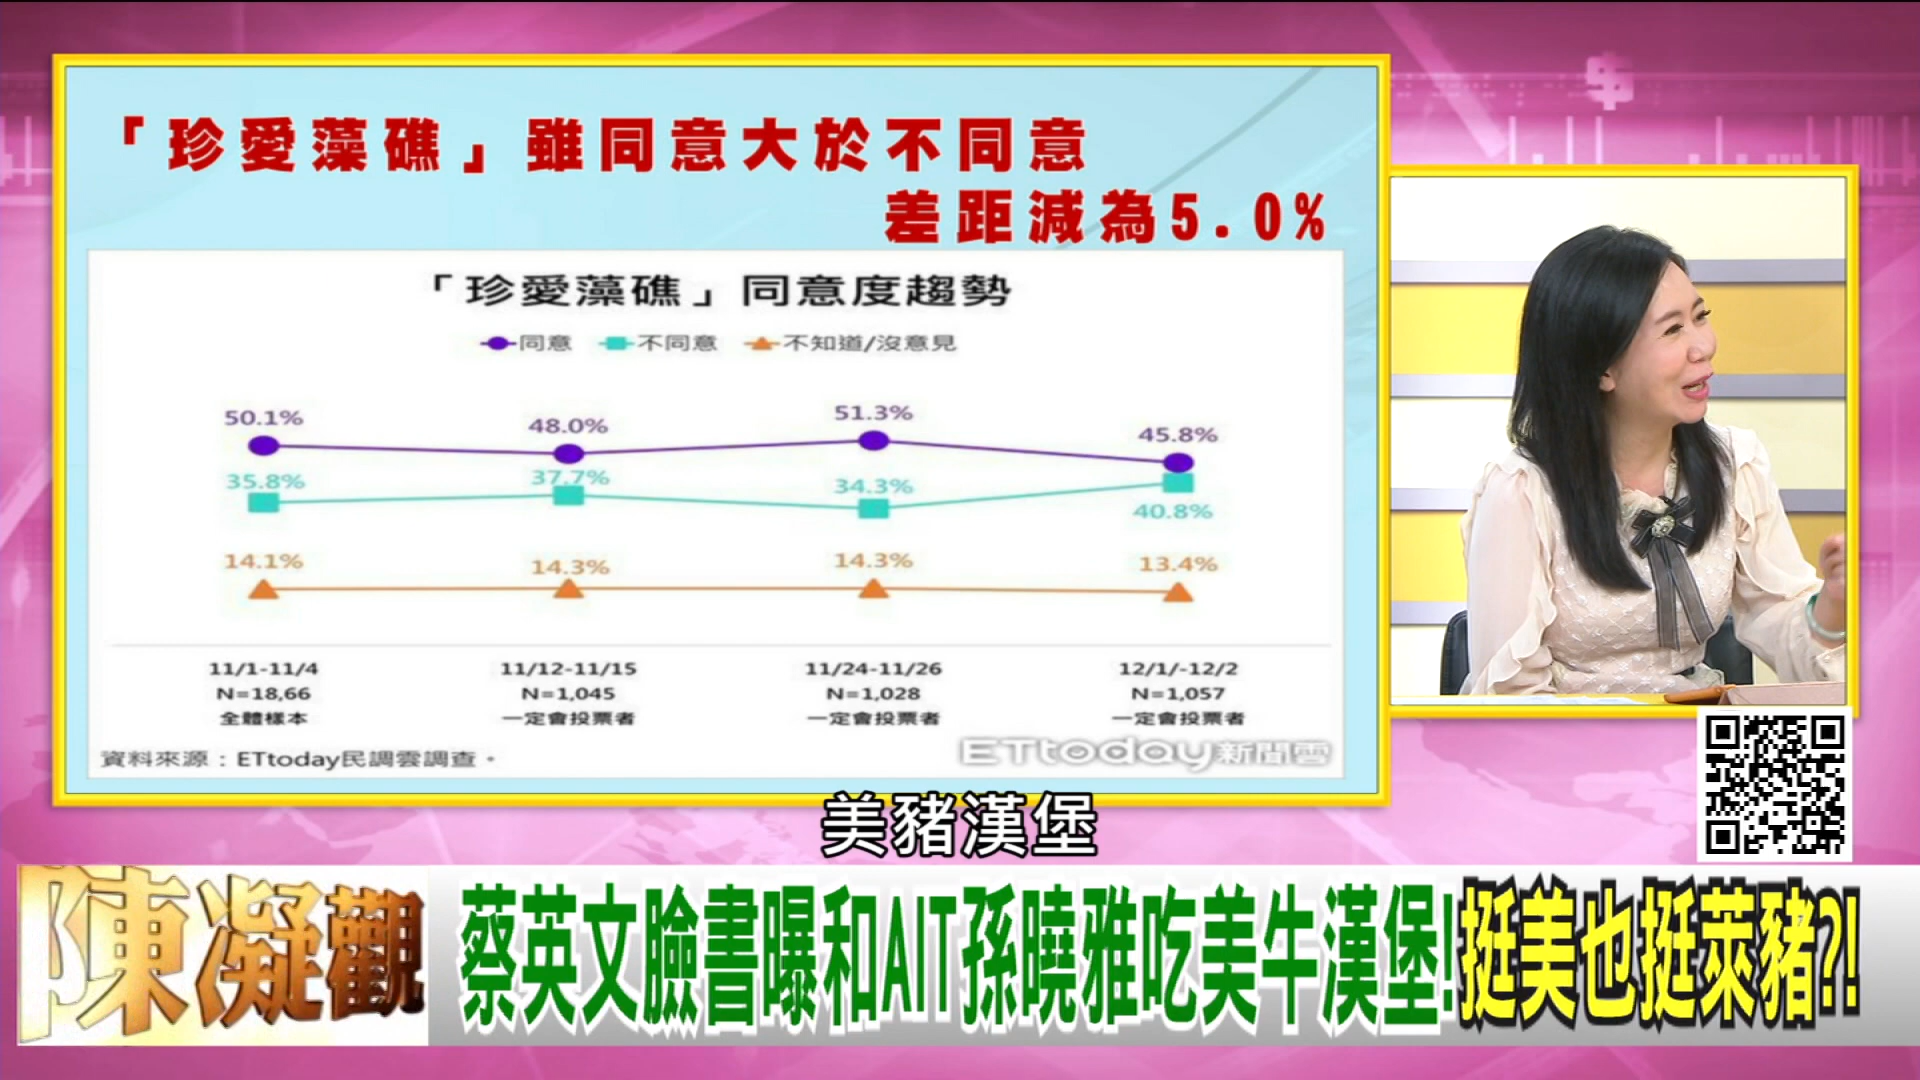 「珍愛藻礁」雖同意大於不同意
差距減為5.0%
「珍愛藻礁」同意度趨勢
同意 不同意 不知道/沒意見
50.1% 48.0% 51.3% 45.8%
35.8% 37.7% 34.3% 40.8%
14.1% 14.3% 14.3% 13.4%
11/1-11/4 11/12-11/15 11/24-11/26 12/1/-12/2
N=18,66 N=1,045 N=1,028 N=1,057
全體樣本 一定會投票者 一定會投票者 一定會投票者
資料來源：ETtoday民調雲調查。
ETtoday新聞雲
美豬漢堡
陳凝觀
蔡英文臉書曝和AIT孫曉雅吃美牛漢堡!挺美也挺萊豬?!